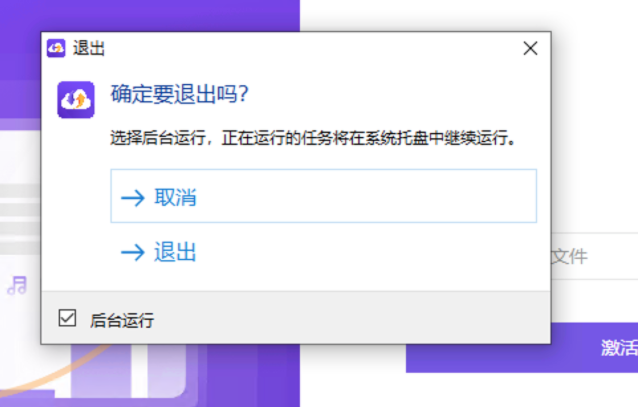 退出
确定要退出吗?
选择后台运行，正在运行的任务将在系统托盘中继续运行。
取消
退出
文件
后台运行
激活